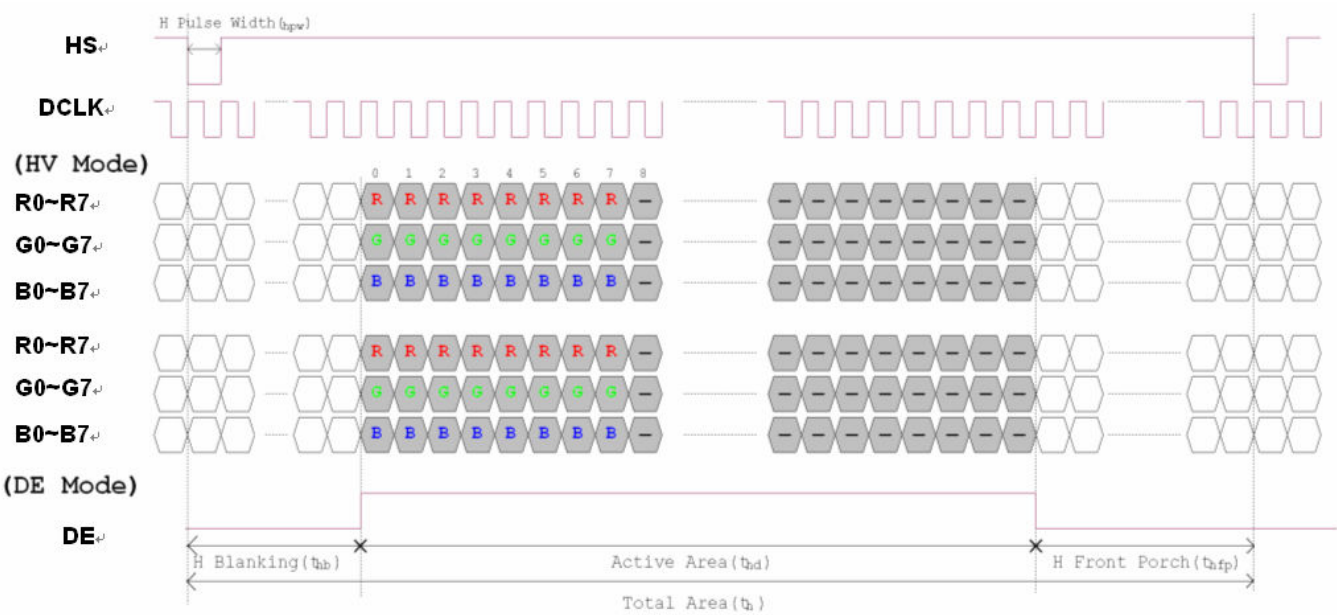 H Pulse Width(thpw)
HS
DCLK
(HV Mode)
0 1 2 3 4 5 6 7 8
R0~R7 R R R R R R R R – – – – – – – – –
G0~G7 G G G G G G G G – – – – – – – – –
B0~B7 B B B B B B B B – – – – – – – – –
R0~R7 R R R R R R R R – – – – – – – – –
G0~G7 G G G G G G G G – – – – – – – – –
B0~B7 B B B B B B B B – – – – – – – – –
(DE Mode)
DE
H Blanking(thb) Active Area(thd) H Front Porch(thfp)
Total Area(th)